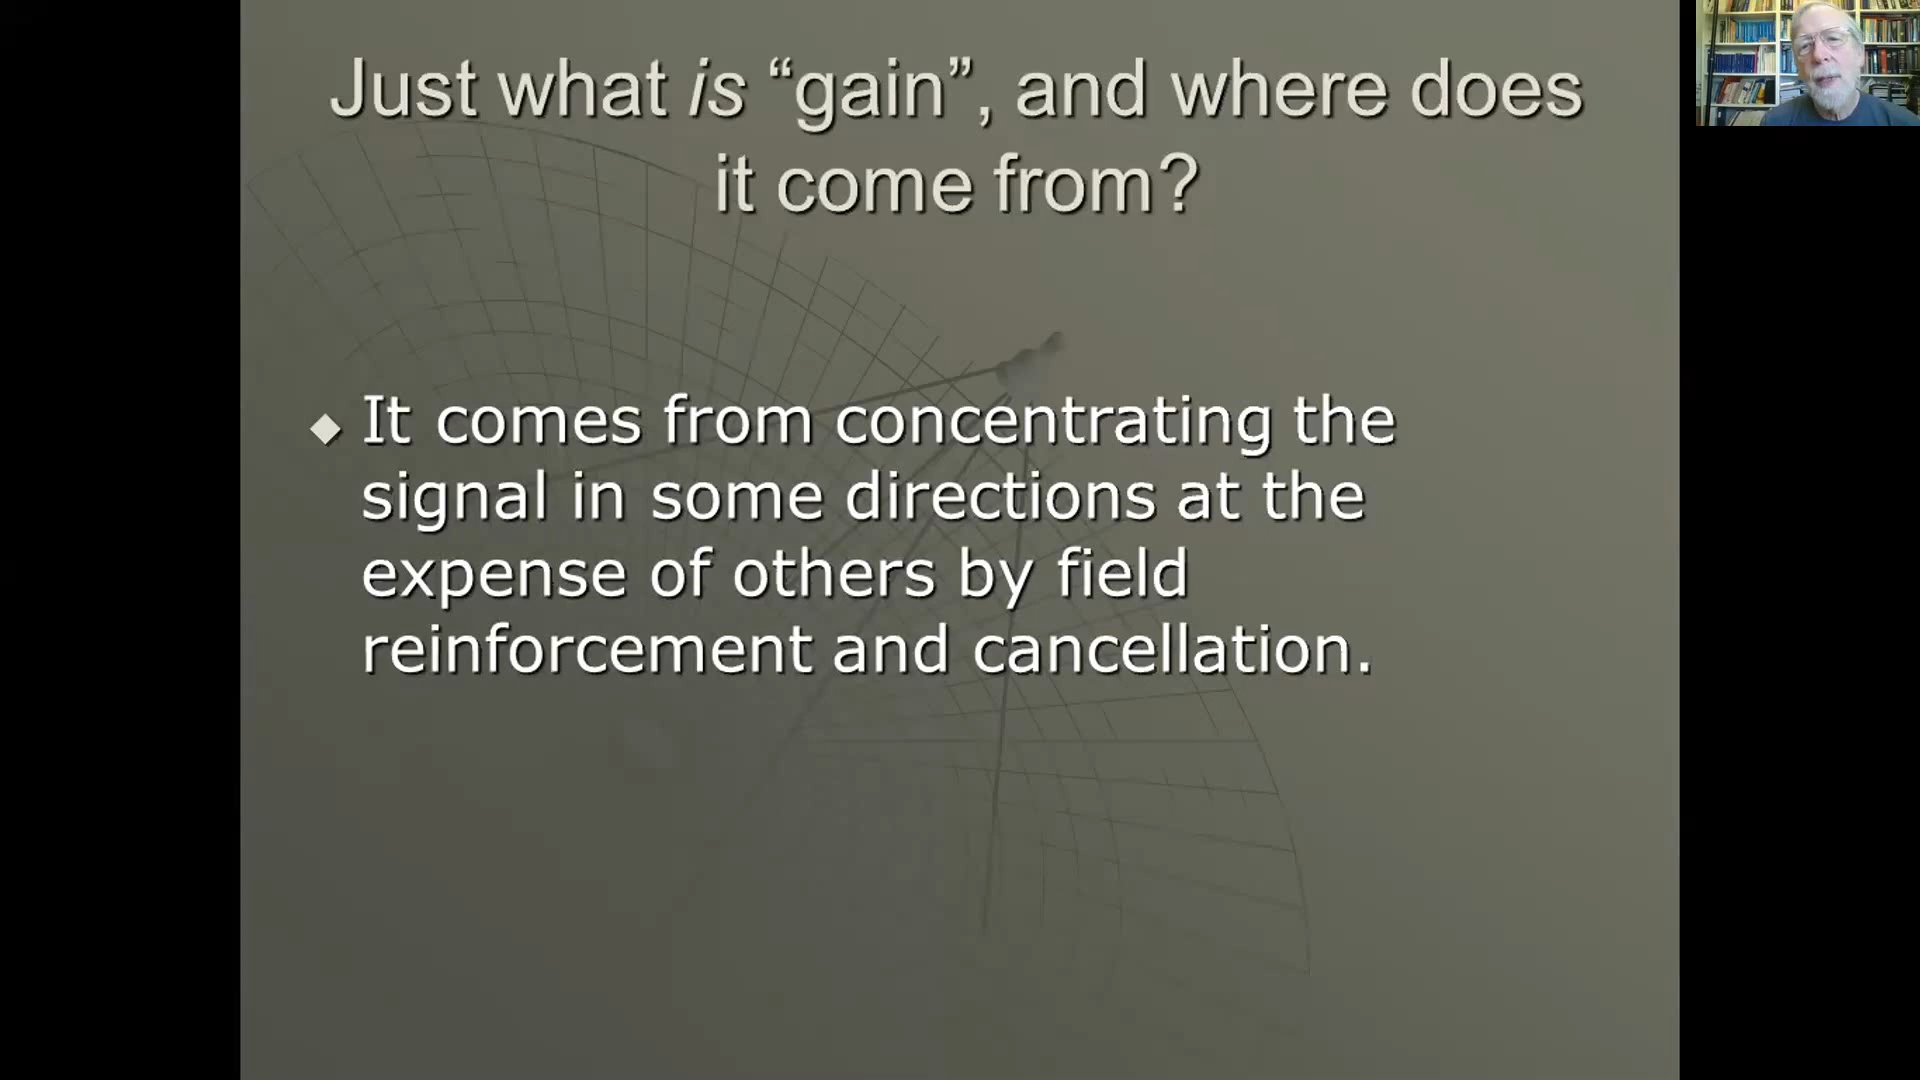 Just what is “gain”, and where does
it come from?
It comes from concentrating the
signal in some directions at the
expense of others by field
reinforcement and cancellation.